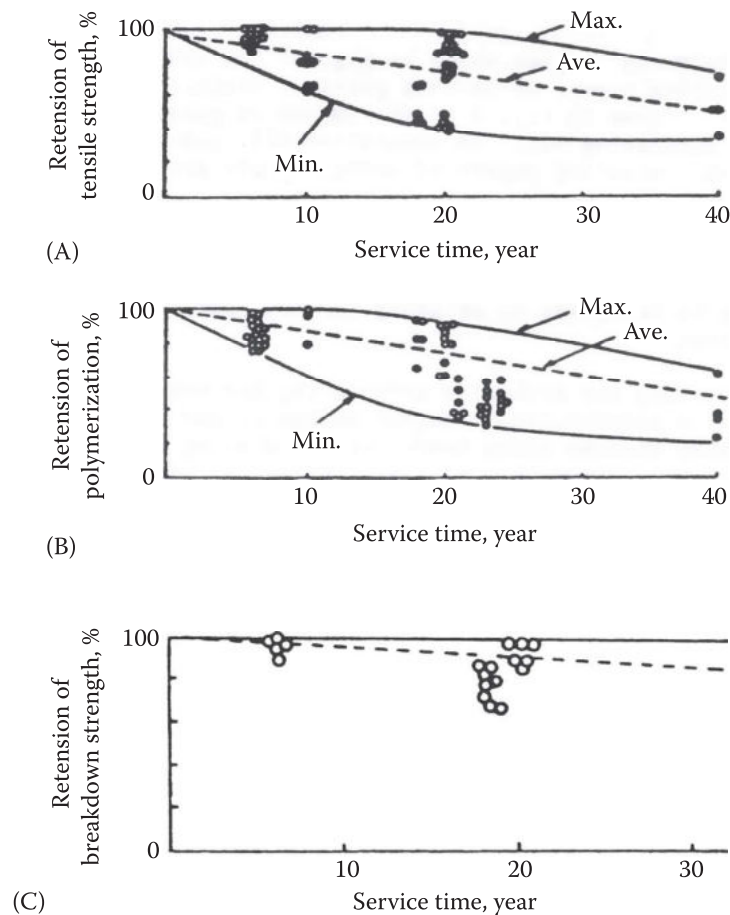 Retension of
tensile strength, %
100
0
Max.
Ave.
Min.
10
20
30
40
Service time, year
(A)
Retension of
polymerization, %
100
0
Max.
Ave.
Min.
10
20
30
40
Service time, year
(B)
Retension of
breakdown strength, %
100
0
10
20
30
Service time, year
(C)